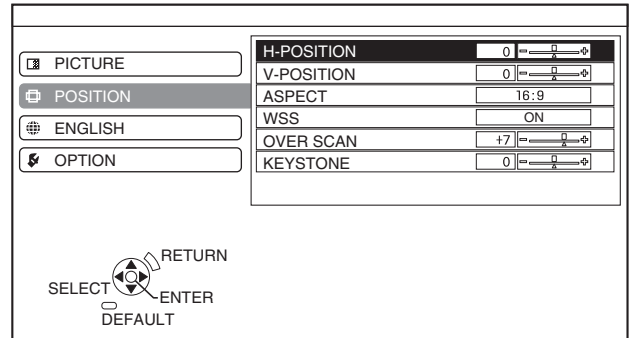 PICTURE
POSITION
ENGLISH
OPTION
H-POSITION 0
V-POSITION 0
ASPECT 16:9
WSS ON
OVER SCAN +7
KEYSTONE 0
RETURN
SELECT
ENTER
DEFAULT